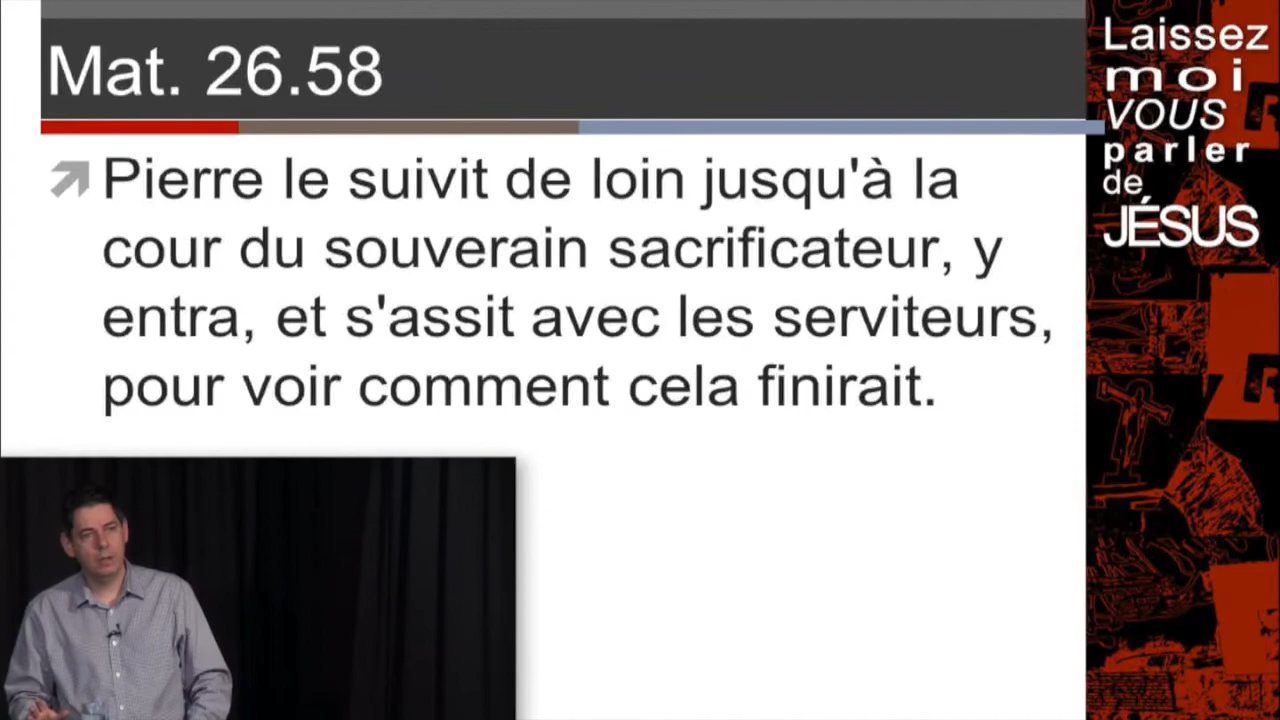 Mat. 26.58
Pierre le suivit de loin jusqu'à la
cour du souverain sacrificateur, y
entra, et s'assit avec les serviteurs,
pour voir comment cela finirait.
Laissez
moi
VOUS
parler
de
JÉSUS